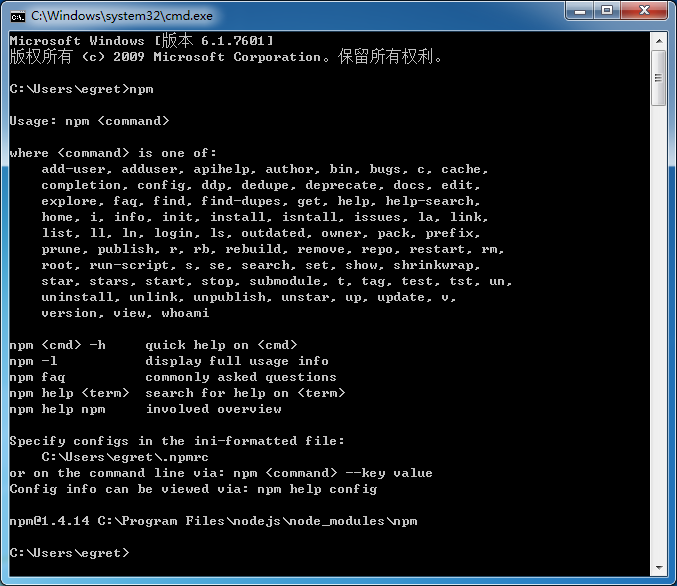 C:\Windows\system32\cmd.exe
Microsoft Windows [版本 6.1.7601]
版权所有 (c) 2009 Microsoft Corporation。保留所有权利。
C:\Users\egret>npm
Usage: npm <command>
where <command> is one of:
    add-user, adduser, apihelp, author, bin, bugs, c, cache,
    completion, config, ddp, dedupe, deprecate, docs, edit,
    explore, faq, find, find-dupes, get, help, help-search,
    home, i, info, init, install, isntall, issues, la, link,
    list, ll, ln, login, ls, outdated, owner, pack, prefix,
    prune, publish, r, rb, rebuild, remove, repo, restart, rm,
    root, run-script, s, se, search, set, show, shrinkwrap,
    star, stars, start, stop, submodule, t, tag, test, tst, un,
    uninstall, unlink, unpublish, unstar, up, update, v,
    version, view, whoami
npm <cmd> -h     quick help on <cmd>
npm -l           display full usage info
npm faq          commonly asked questions
npm help <term>  search for help on <term>
npm help npm     involved overview
Specify configs in the ini-formatted file:
    C:\Users\egret\.npmrc
or on the command line via: npm <command> --key value
Config info can be viewed via: npm help config
npm@1.4.14 C:\Program Files\nodejs\node_modules\npm
C:\Users\egret>